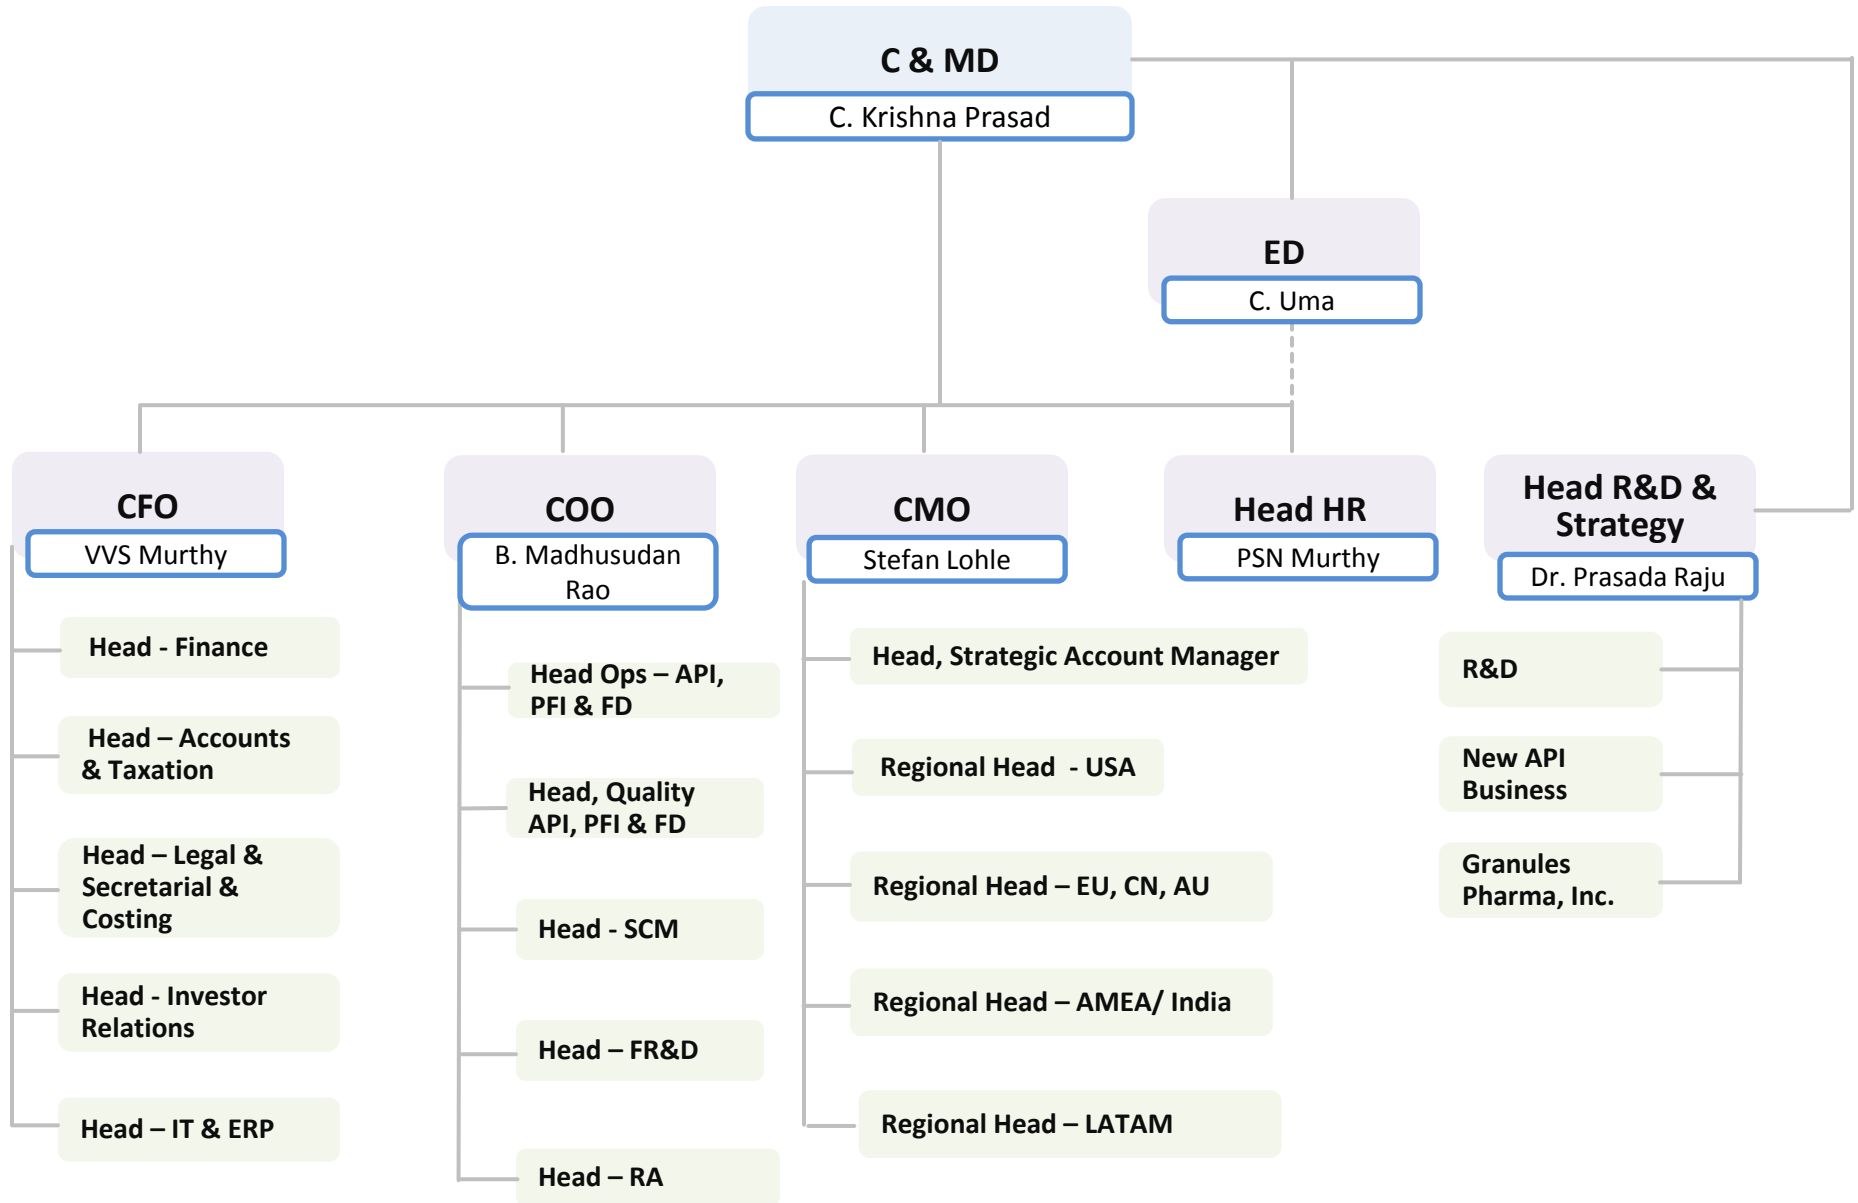 C & MD
C. Krishna Prasad
ED
C. Uma
CFO
VVS Murthy
Head - Finance
Head – Accounts
& Taxation
Head – Legal &
Secretarial &
Costing
Head - Investor
Relations
Head – IT & ERP
COO
B. Madhusudan
Rao
Head Ops – API,
PFI & FD
Head, Quality
API, PFI & FD
Head - SCM
Head – FR&D
Head – RA
CMO
Stefan Lohle
Head, Strategic Account Manager
Regional Head - USA
Regional Head – EU, CN, AU
Regional Head – AMEA/ India
Regional Head – LATAM
Head HR
PSN Murthy
Head R&D &
Strategy
Dr. Prasada Raju
R&D
New API
Business
Granules
Pharma, Inc.